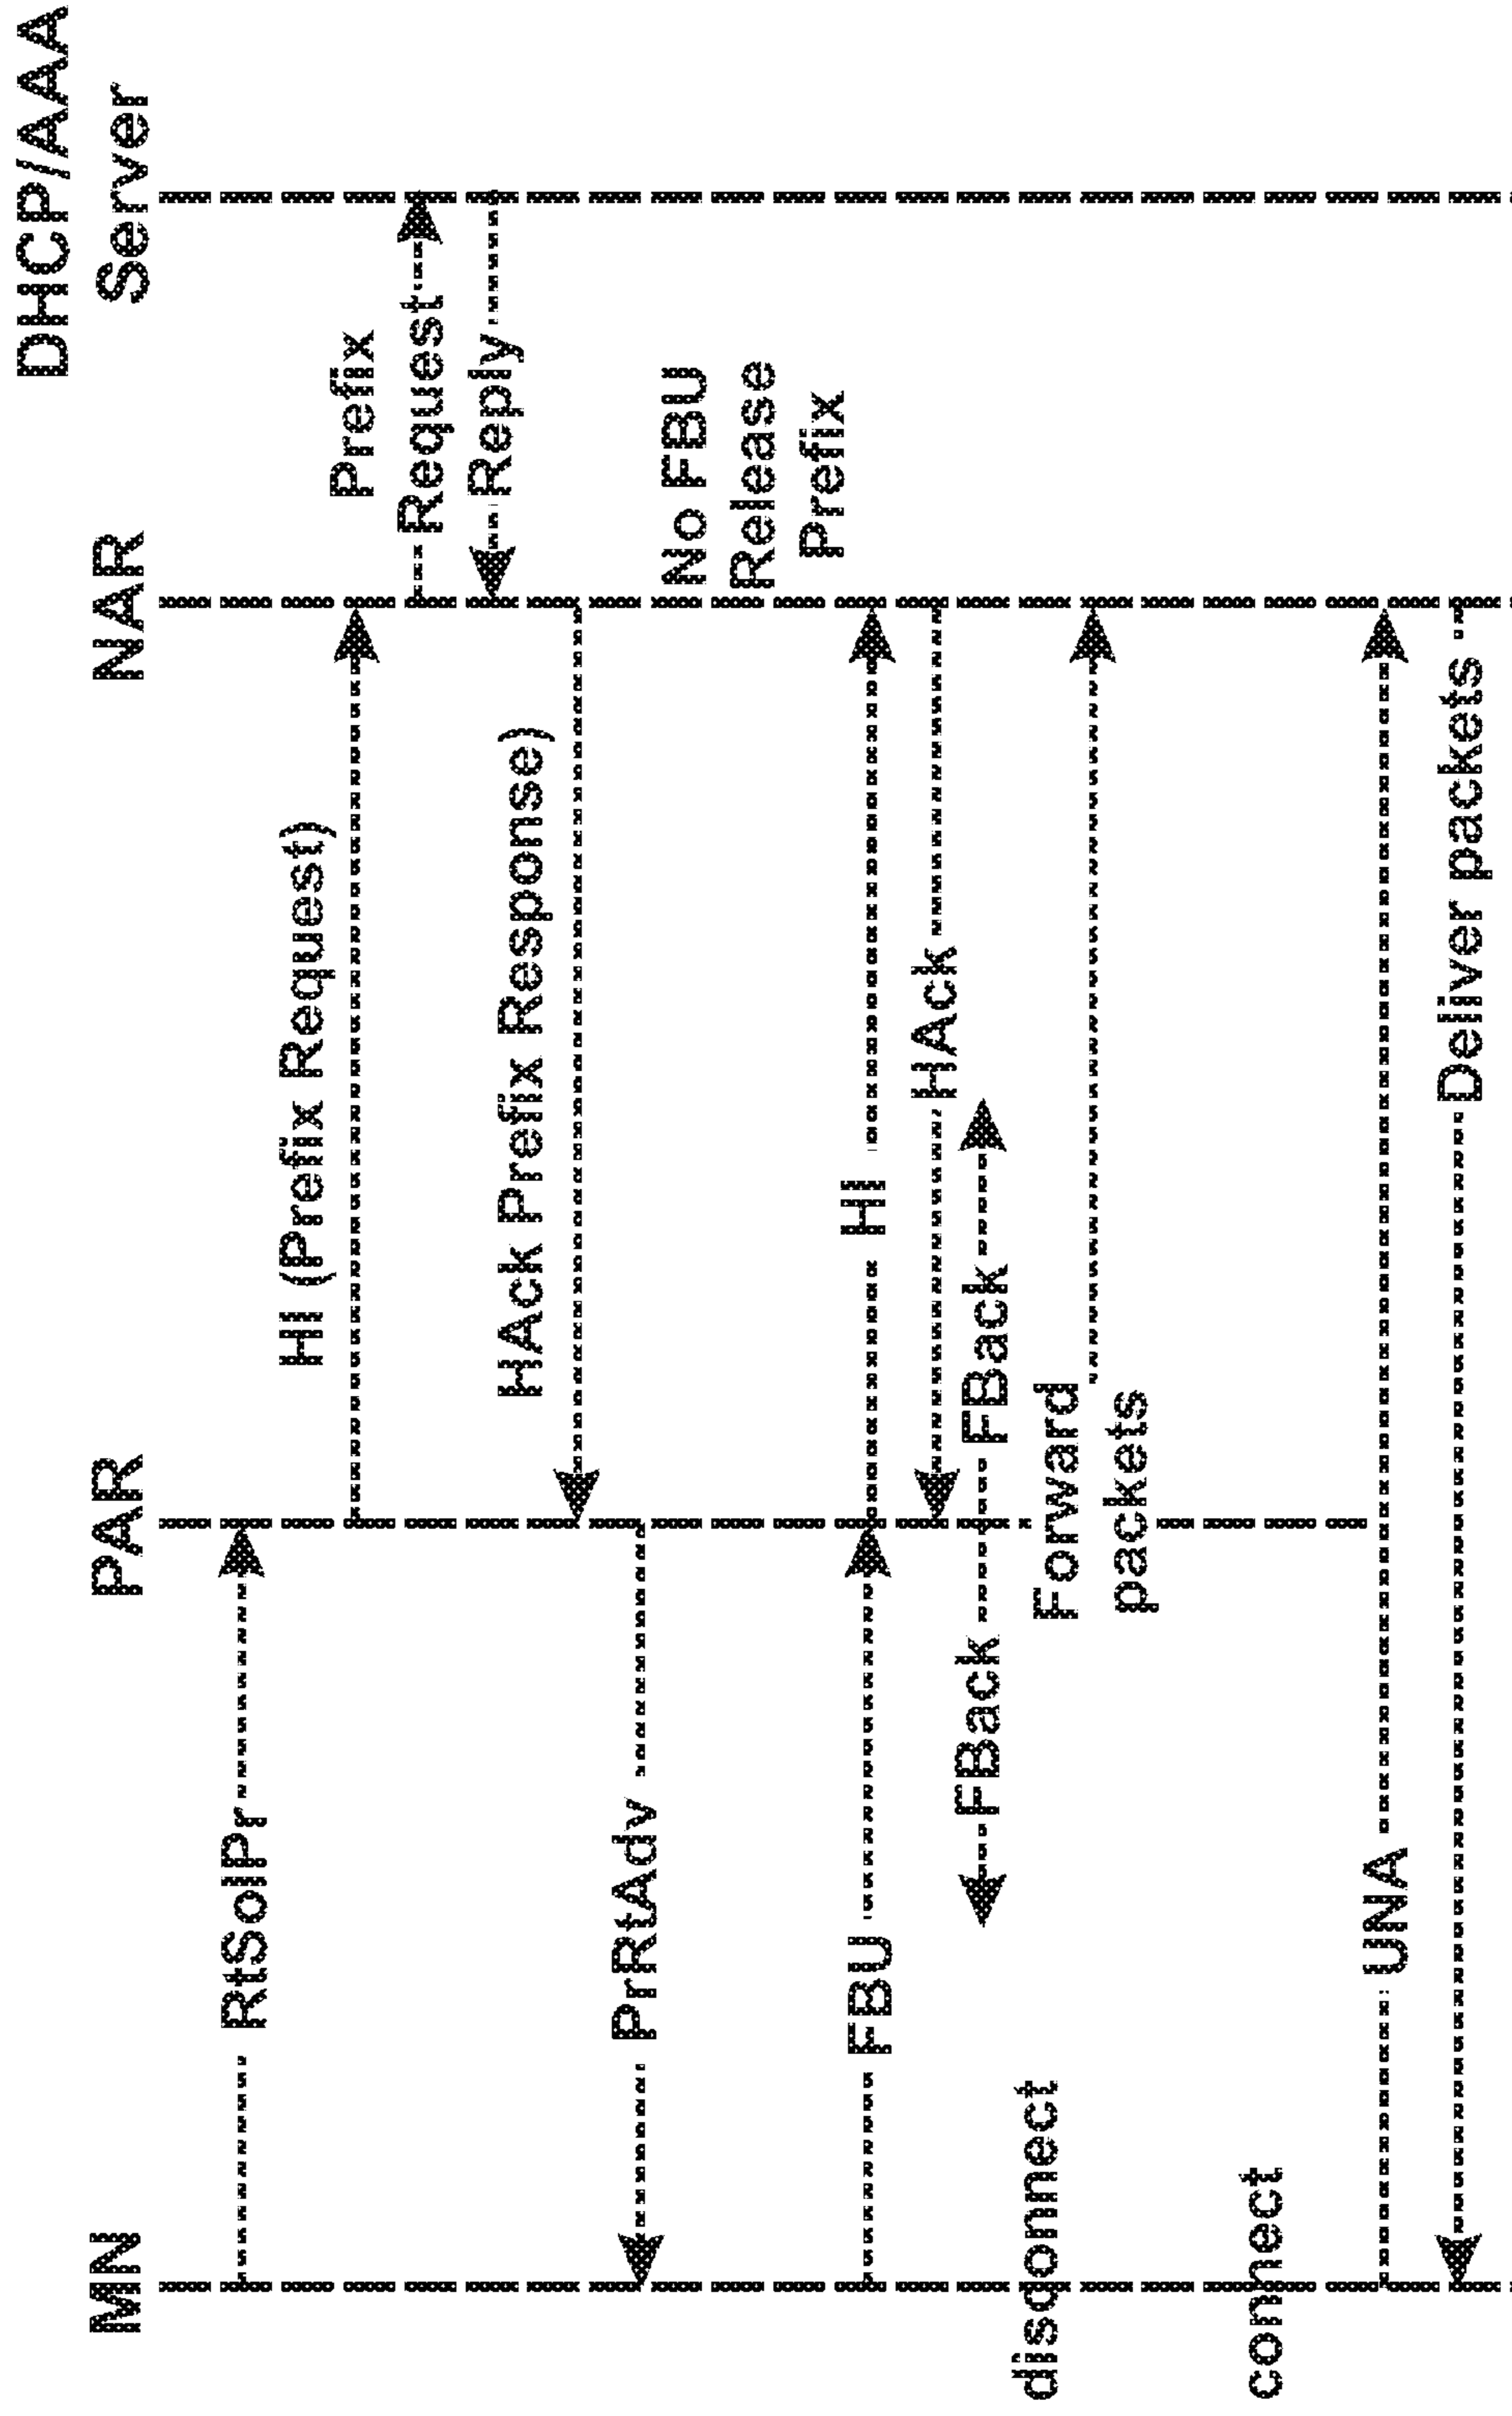 MN
PAR
NAR
DHCP/AAA
Server
RtSolPr
HI (Prefix Request)
Prefix
Request
Reply
HAck Prefix Response)
PrRtAdv
No FBU
Release
Prefix
FBU
HI
HAck
FBack
FBack
disconnect
Forward
packets
connect
UNA
Deliver packets